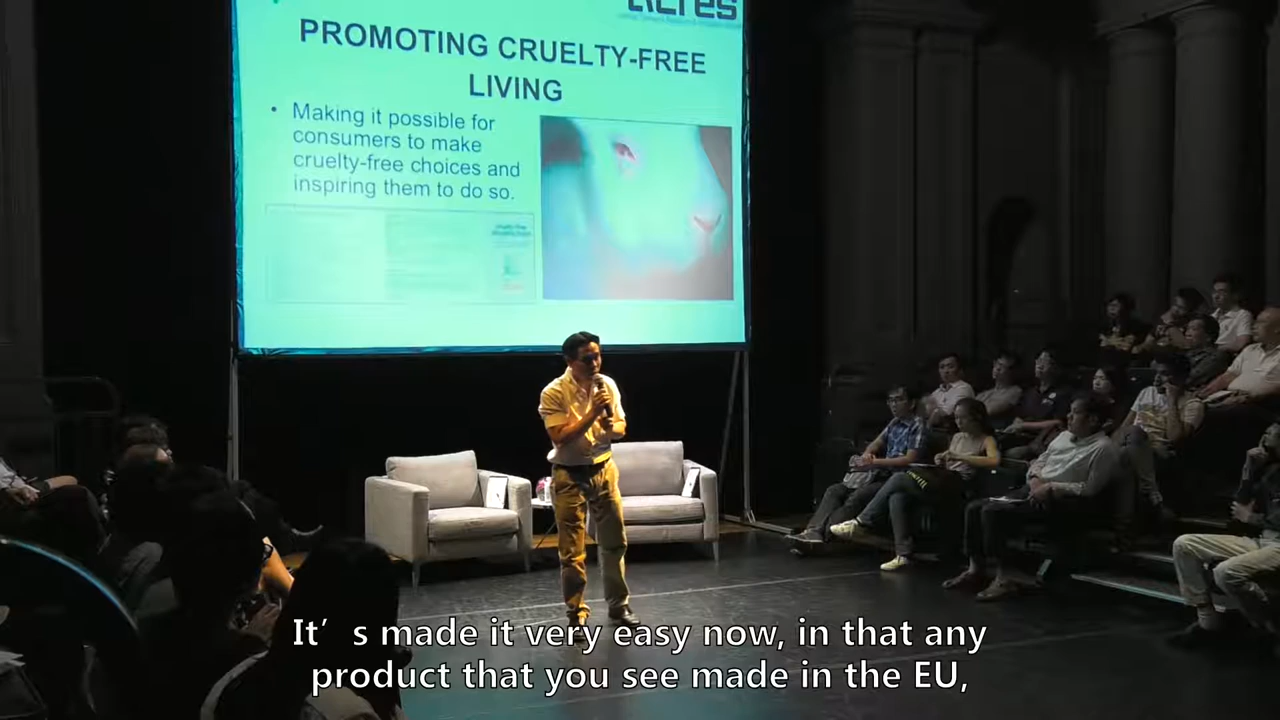 acres
PROMOTING CRUELTY-FREE
LIVING
• Making it possible for
consumers to make
cruelty-free choices and
inspiring them to do so.
It’s made it very easy now, in that any
product that you see made in the EU,